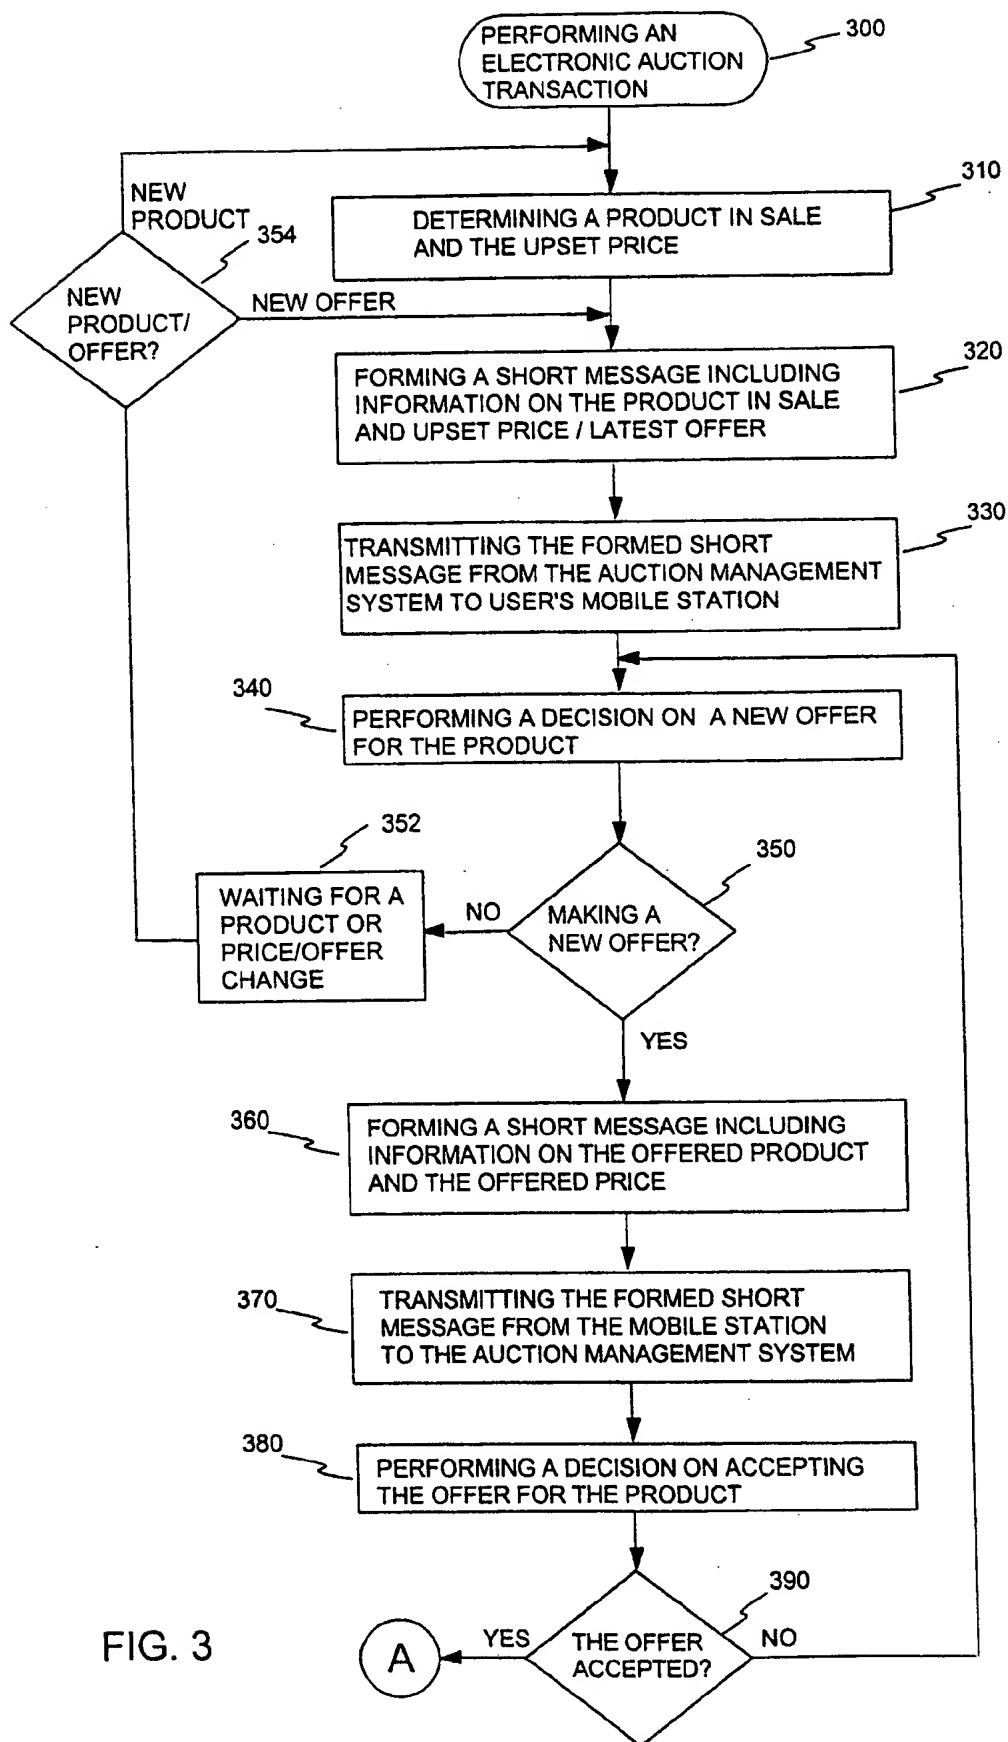 PERFORMING AN
ELECTRONIC AUCTION
TRANSACTION
300
NEW
PRODUCT
354
310
DETERMINING A PRODUCT IN SALE
AND THE UPSET PRICE
NEW
PRODUCT/
OFFER?
NEW OFFER
320
FORMING A SHORT MESSAGE INCLUDING
INFORMATION ON THE PRODUCT IN SALE
AND UPSET PRICE / LATEST OFFER
330
TRANSMITTING THE FORMED SHORT
MESSAGE FROM THE AUCTION MANAGEMENT
SYSTEM TO USER'S MOBILE STATION
340
PERFORMING A DECISION ON A NEW OFFER
FOR THE PRODUCT
352
350
WAITING FOR A
PRODUCT OR
PRICE/OFFER
CHANGE
NO
MAKING A
NEW OFFER?
YES
360
FORMING A SHORT MESSAGE INCLUDING
INFORMATION ON THE OFFERED PRODUCT
AND THE OFFERED PRICE
370
TRANSMITTING THE FORMED SHORT
MESSAGE FROM THE MOBILE STATION
TO THE AUCTION MANAGEMENT SYSTEM
380
PERFORMING A DECISION ON ACCEPTING
THE OFFER FOR THE PRODUCT
390
FIG. 3
A
YES
THE OFFER
ACCEPTED?
NO